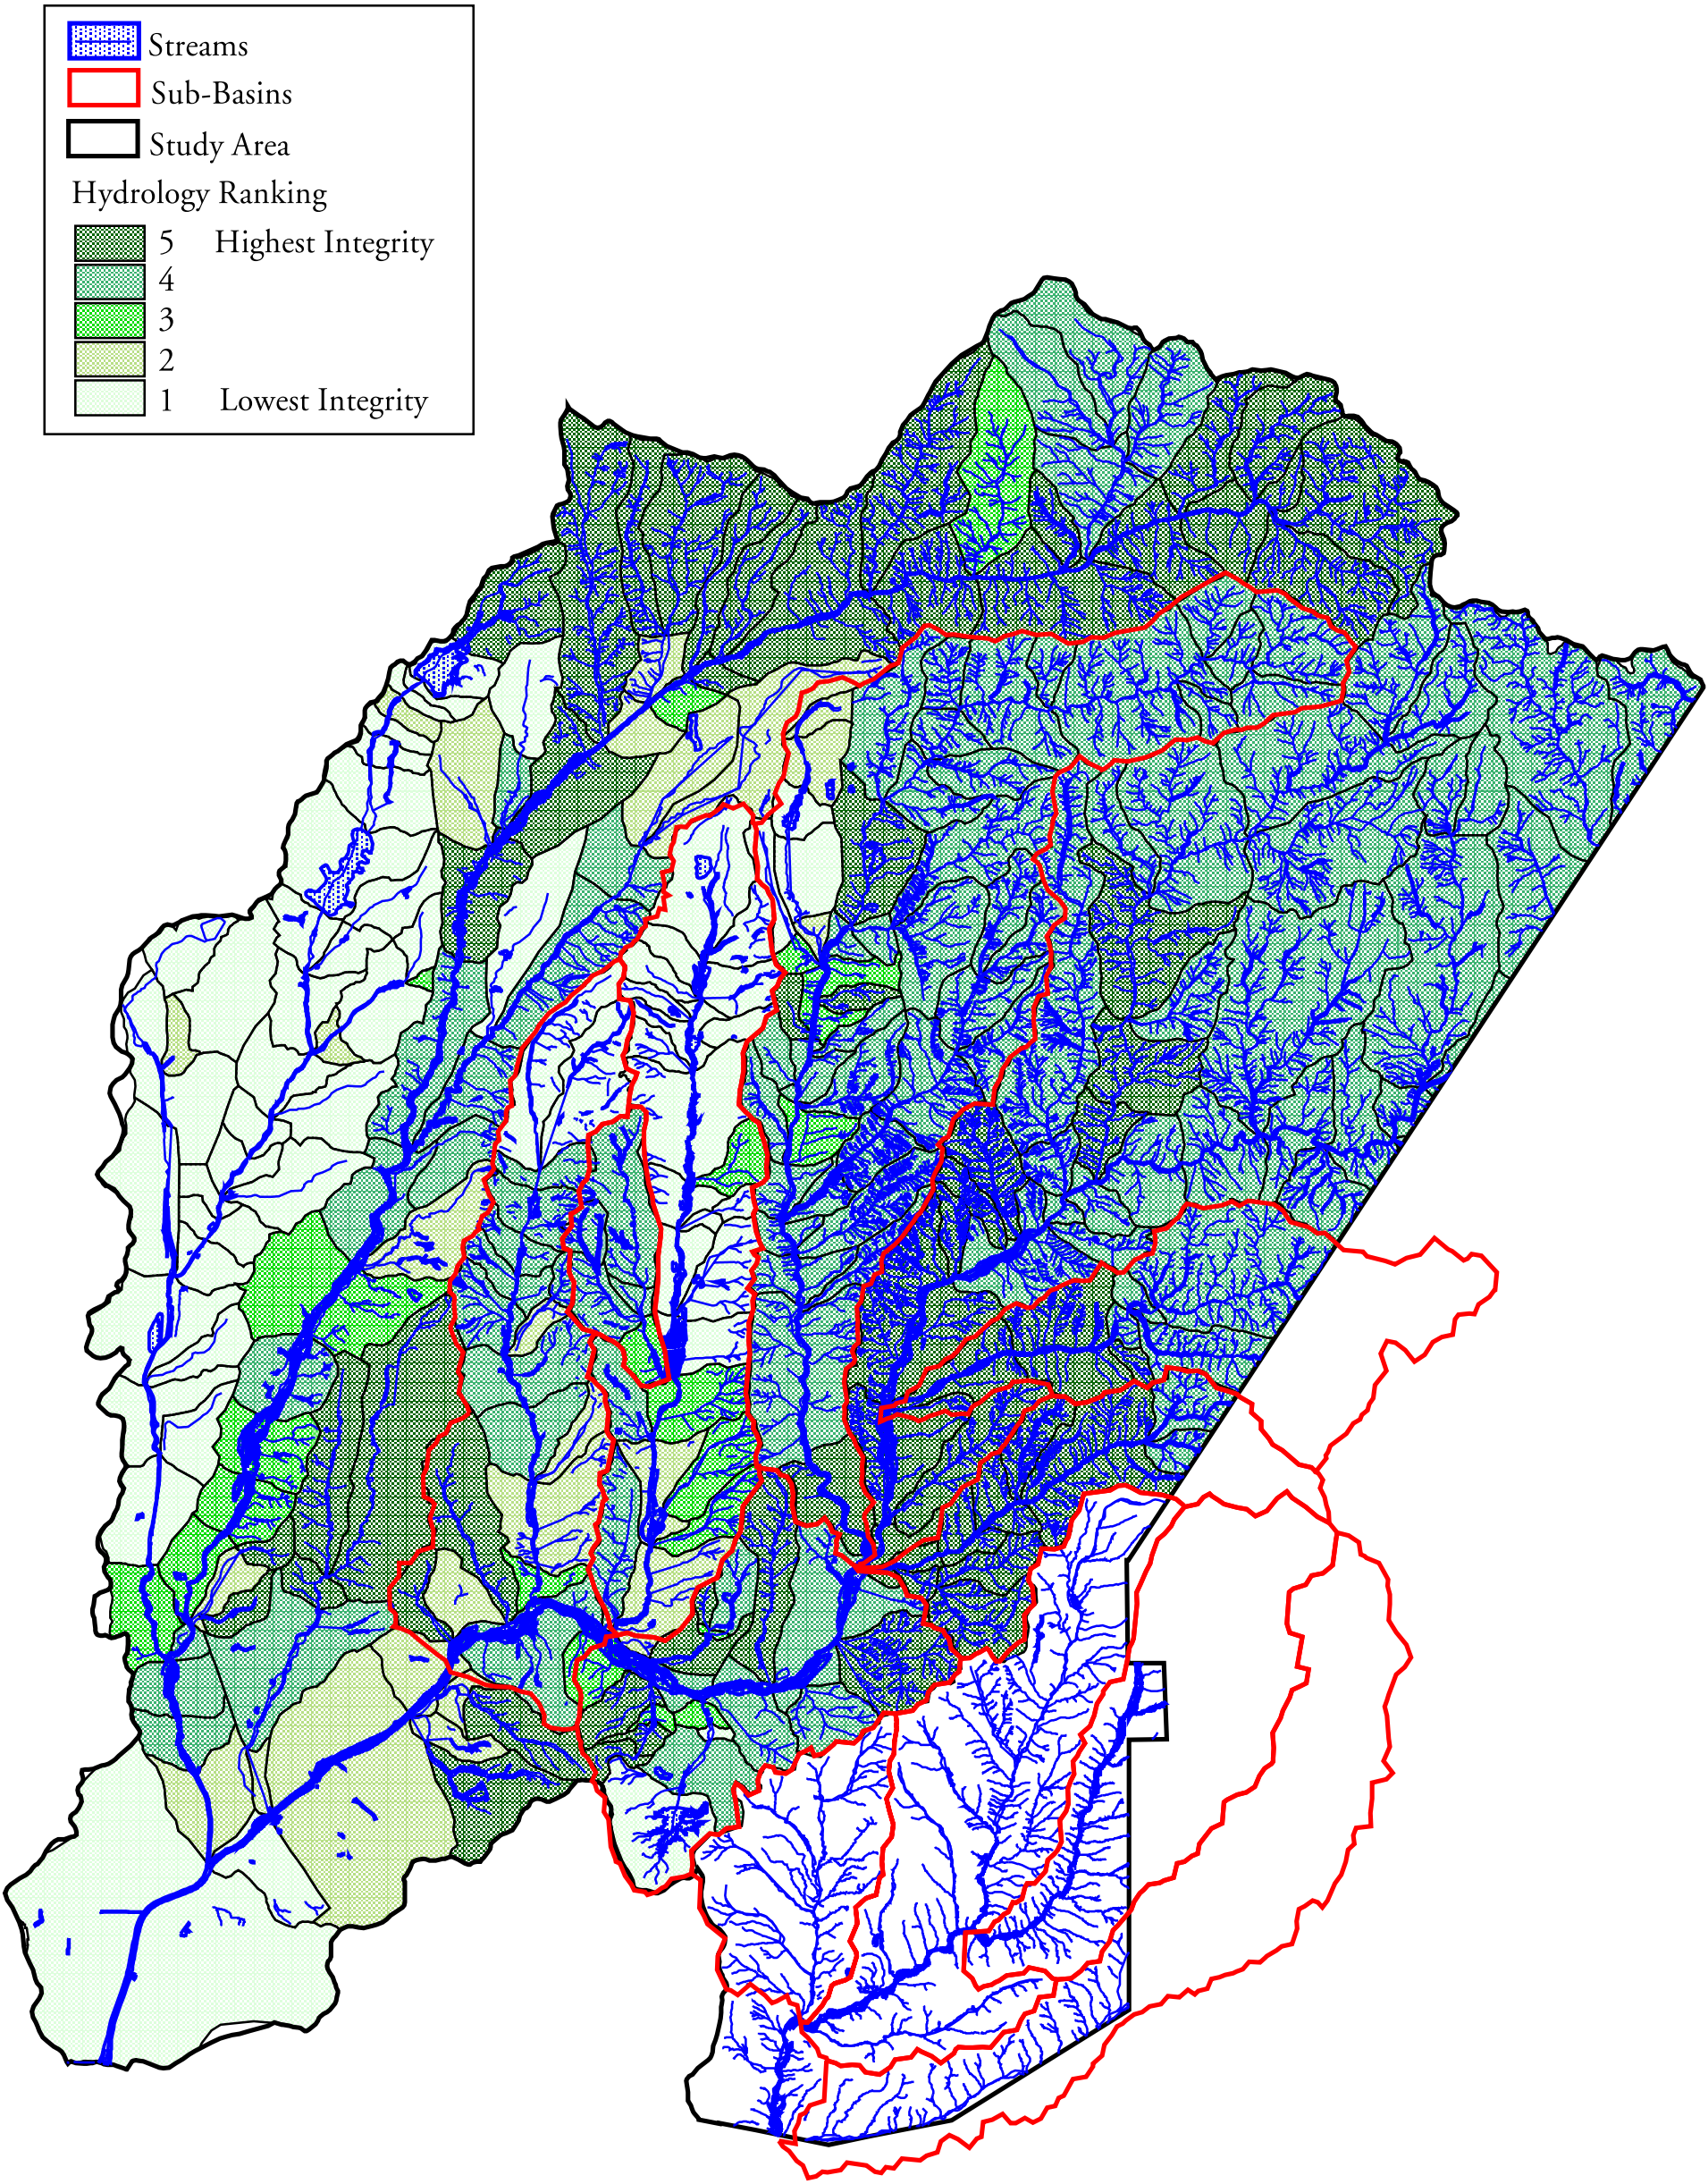 Streams
Sub-Basins
Study Area
Hydrology Ranking
5 Highest Integrity
4
3
2
1 Lowest Integrity